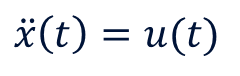 ẍ(t) = u(t)